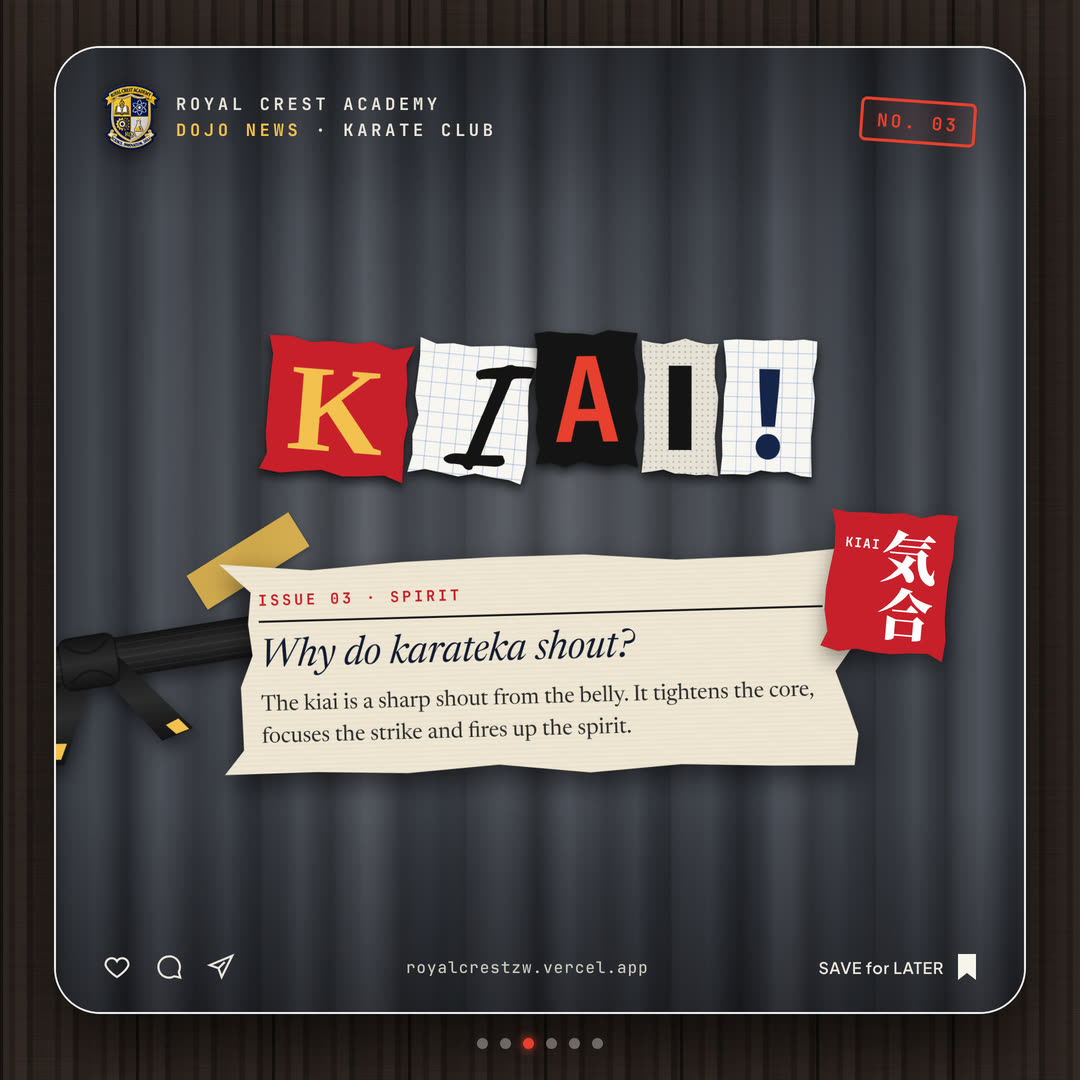 ROYAL CREST ACADEMY
DOJO NEWS · KARATE CLUB
NO. 03
KIAI!
KIAI
気合
ISSUE 03 · SPIRIT
Why do karateka shout?
The kiai is a sharp shout from the belly. It tightens the core,
focuses the strike and fires up the spirit.
royalcrestzw.vercel.app
SAVE for LATER